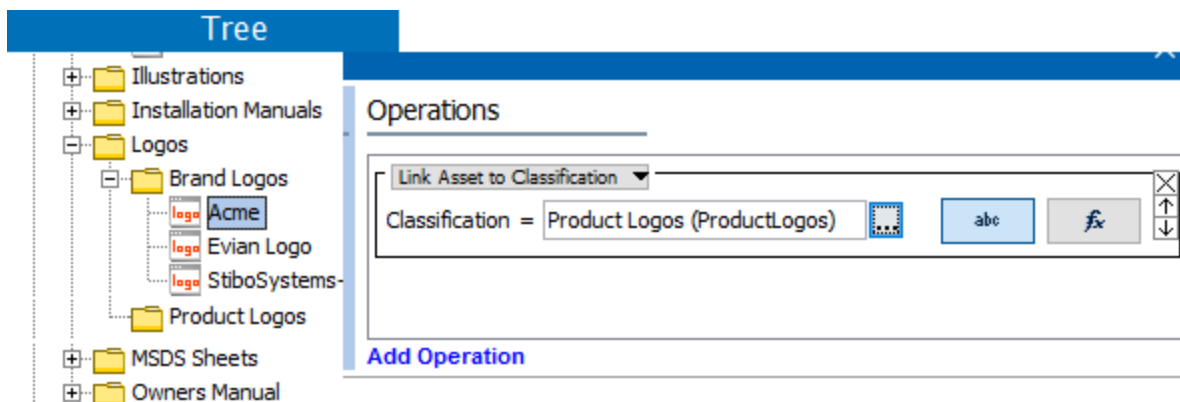 Tree
Illustrations
Installation Manuals
Logos
Brand Logos
logo Acme
logo Evian Logo
logo StiboSystems-
Product Logos
MSDS Sheets
Owners Manual
Operations
Link Asset to Classification
Classification = Product Logos (ProductLogos) ... abc fx
Add Operation